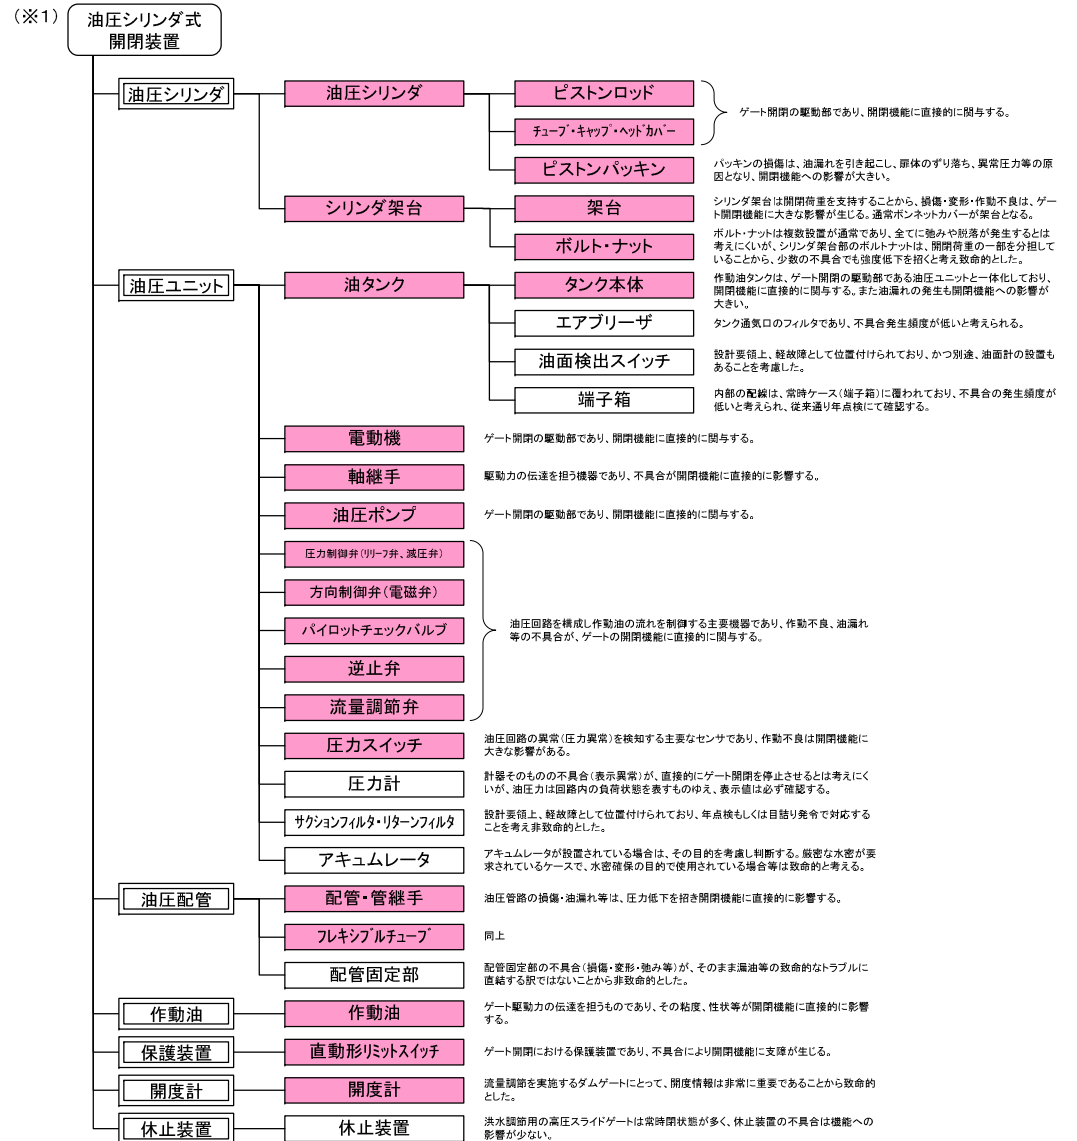 (※1)
油圧シリンダ式
開閉装置
油圧シリンダ
油圧シリンダ
ピストンロッド
ゲート開閉の駆動部であり、開閉機能に直接的に関与する。
チューブ・キャップ・ヘッドカバー
ピストンパッキン
パッキンの損傷は、油漏れを引き起こし、扉体のずり落ち、異常圧力等の原
因となり、開閉機能への影響が大きい。
シリンダ架台
架台
シリンダ架台は開閉荷重を支持することから、損傷・変形・作動不良は、ゲー
ト開閉機能に大きな影響が生じる。通常ボンネットカバーが架台となる。
ボルト・ナット
ボルト・ナットは複数設置が通常であり、全てに弛みや脱落が発生するとは
考えにくいが、シリンダ架台部のボルトナットは、開閉荷重の一部を分担して
いることから、少数の不具合でも強度低下を招くと考え致命的とした。
油圧ユニット
油タンク
タンク本体
作動油タンクは、ゲート開閉の駆動部である油圧ユニットと一体化しており、
開閉機能に直接的に関与する。また油漏れの発生も開閉機能への影響が
大きい。
エアブリーザ
タンク通気口のフィルタであり、不具合発生頻度が低いと考えられる。
油面検出スイッチ
設計要領上、軽故障として位置付けられており、かつ別途、油面計の設置も
あることを考慮した。
端子箱
内部の配線は、常時ケース(端子箱)に覆われており、不具合の発生頻度が
低いと考えられ、従来通り年点検にて確認する。
電動機
ゲート開閉の駆動部であり、開閉機能に直接的に関与する。
軸継手
駆動力の伝達を担う機器であり、不具合が開閉機能に直接的に影響する。
油圧ポンプ
ゲート開閉の駆動部であり、開閉機能に直接的に関与する。
圧力制御弁(リリーフ弁、減圧弁)
方向制御弁(電磁弁)
パイロットチェックバルブ
油圧回路を構成し作動油の流れを制御する主要機器であり、作動不良、油漏れ
等の不具合が、ゲートの開閉機能に直接的に関与する。
逆止弁
流量調節弁
圧力スイッチ
油圧回路の異常(圧力異常)を検知する主要なセンサであり、作動不良は開閉機能に
大きな影響がある。
圧力計
計器そのものの不具合(表示異常)が、直接的にゲート開閉を停止させるとは考えにく
いが、油圧力は回路内の負荷状態を表すものゆえ、表示値は必ず確認する。
サクションフィルタ・リターンフィルタ
設計要領上、軽故障として位置付けられており、年点検もしくは目詰り発令で対応する
ことを考え非致命的とした。
アキュムレータ
アキュムレータが設置されている場合は、その目的を考慮し判断する。厳密な水密が要
求されているケースで、水密確保の目的で使用されている場合等は致命的と考える。
油圧配管
配管・管継手
油圧管路の損傷・油漏れ等は、圧力低下を招き開閉機能に直接的に影響する。
フレキシブルチューブ
同上
配管固定部
配管固定部の不具合(損傷・変形・弛み等)が、そのまま漏油等の致命的なトラブルに
直結する訳ではないことから非致命的とした。
作動油
作動油
ゲート駆動力の伝達を担うものであり、その粘度、性状等が開閉機能に直接的に影響
する。
保護装置
直動形リミットスイッチ
ゲート開閉における保護装置であり、不具合により開閉機能に支障が生じる。
開度計
開度計
流量調節を実施するダムゲートにとって、開度情報は非常に重要であることから致命的
とした。
休止装置
休止装置
洪水調節用の高圧スライドゲートは常時閉状態が多く、休止装置の不具合は機能への
影響が少ない。